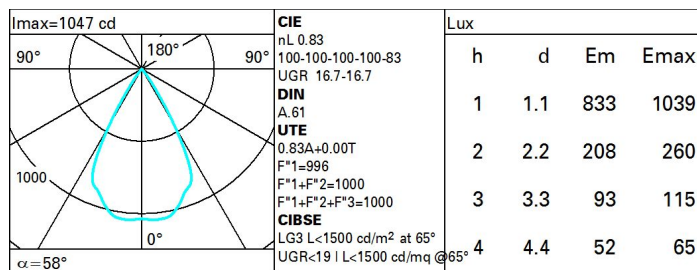 Imax=1047 cd
90°
180°
90°
1000
0°
α=58°
CIE
nL 0.83
100-100-100-100-83
UGR 16.7-16.7
DIN
A.61
UTE
0.83A+0.00T
F"1=996
F"1+F"2=1000
F"1+F"2+F"3=1000
CIBSE
LG3 L<1500 cd/m² at 65°
UGR<19 | L<1500 cd/mq @65°
Lux
h d Em Emax
1 1.1 833 1039
2 2.2 208 260
3 3.3 93 115
4 4.4 52 65